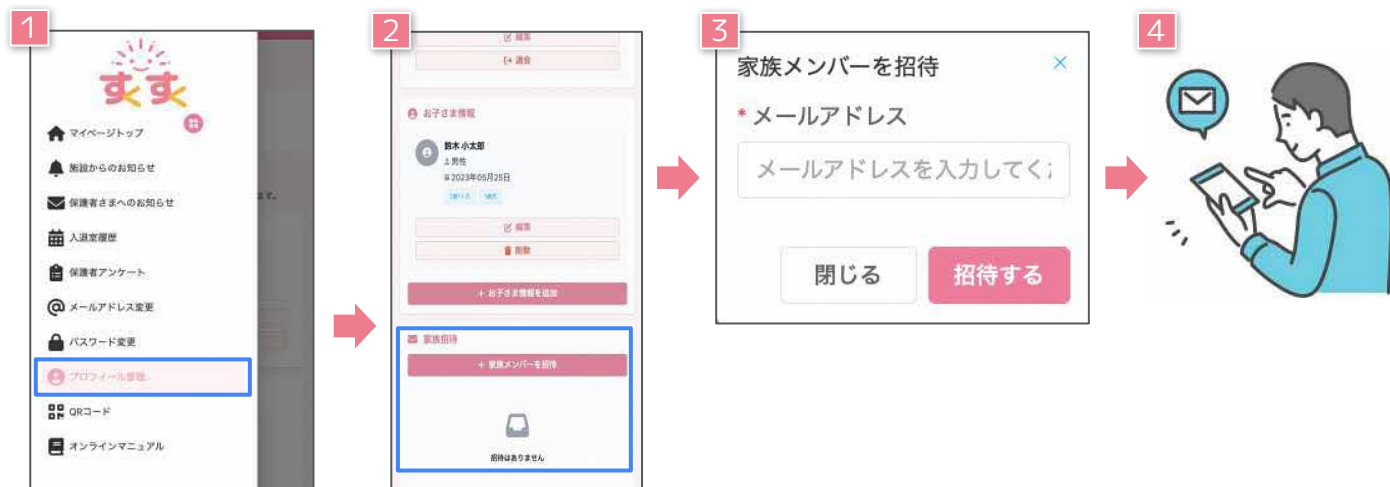 1
すくすく
マイページトップ
施設からのお知らせ
保護者さまへのお知らせ
入退室履歴
保護者アンケート
メールアドレス変更
パスワード変更
プロフィール管理
QRコード
オンラインマニュアル
ます。
2
編集
退会
お子さま情報
鈴木 小太郎
男性
2023年05月25日
編集
削除
+ お子さま情報を追加
家族招待
+ 家族メンバーを招待
招待はありません
3
家族メンバーを招待
×
* メールアドレス
メールアドレスを入力してくだ
閉じる
招待する
4